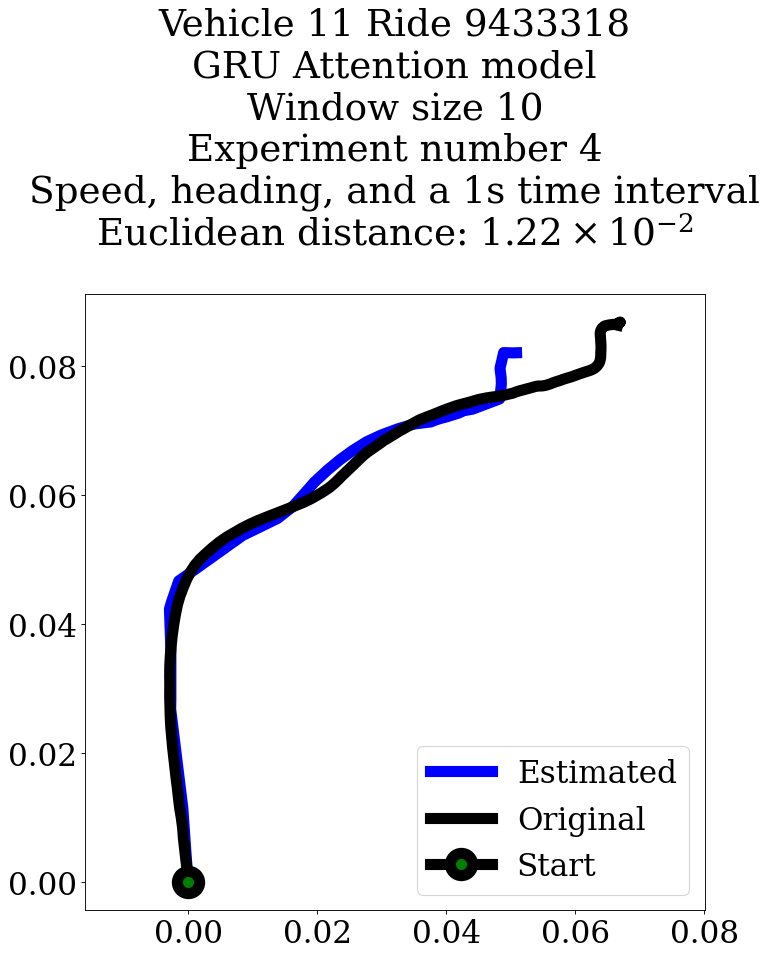 Vehicle 11 Ride 9433318
GRU Attention model
Window size 10
Experiment number 4
Speed, heading, and a 1s time interval
Euclidean distance: 1.22 × 10⁻²
0.08
0.06
0.04
0.02
0.00
Estimated
Original
Start
0.00 0.02 0.04 0.06 0.08